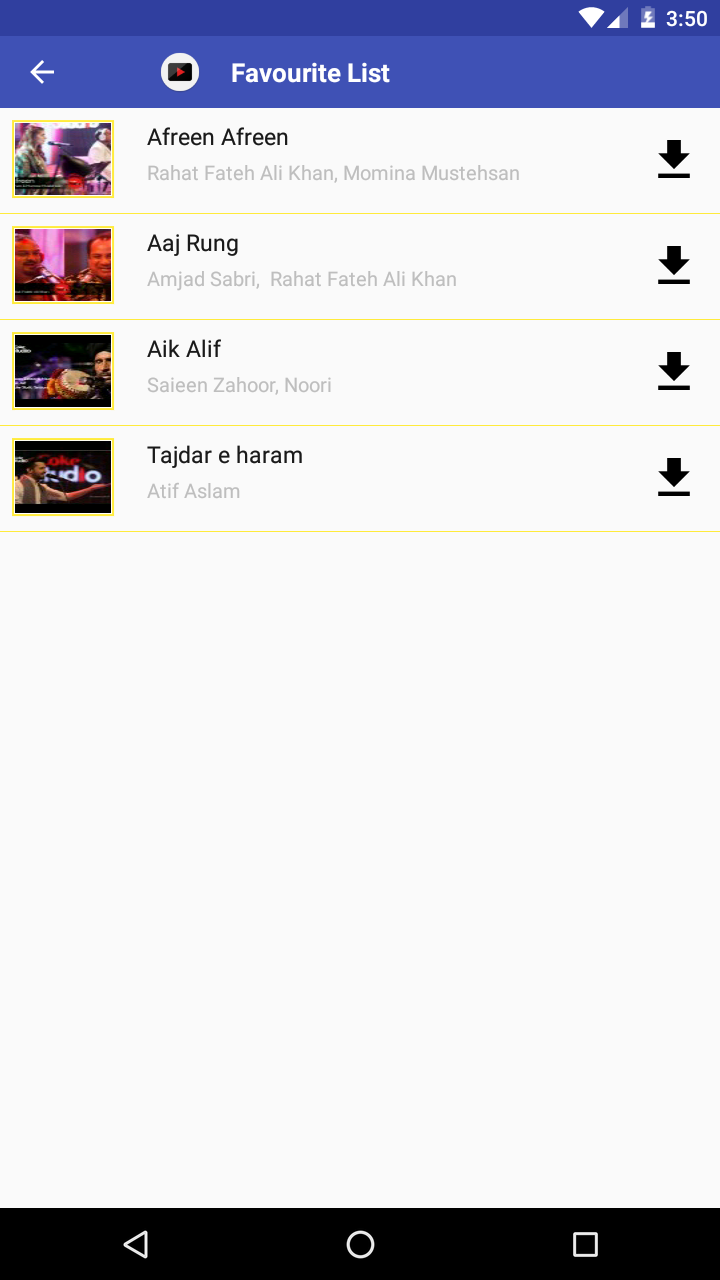 3:50
Favourite List
Afreen Afreen
Rahat Fateh Ali Khan, Momina Mustehsan
Aaj Rung
Amjad Sabri,  Rahat Fateh Ali Khan
Aik Alif
Saieen Zahoor, Noori
Tajdar e haram
Atif Aslam